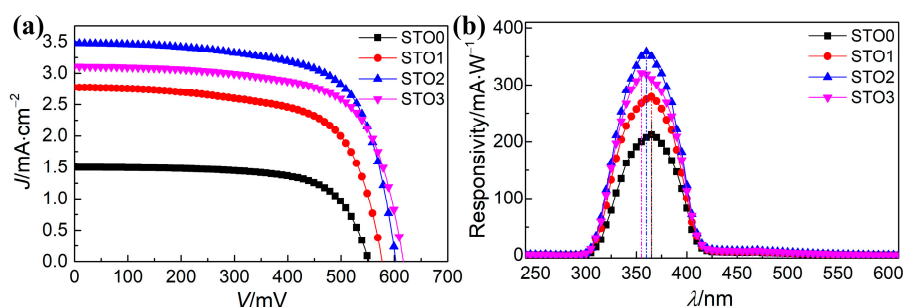 (a)
J/mA·cm⁻²
3.5
3.0
2.5
2.0
1.5
1.0
0.5
0.0
0 100 200 300 400 500 600 700
V/mV
STO0
STO1
STO2
STO3
(b)
Responsivity/mA·W⁻¹
400
300
200
100
0
250 300 350 400 450 500 550 600
λ/nm
STO0
STO1
STO2
STO3